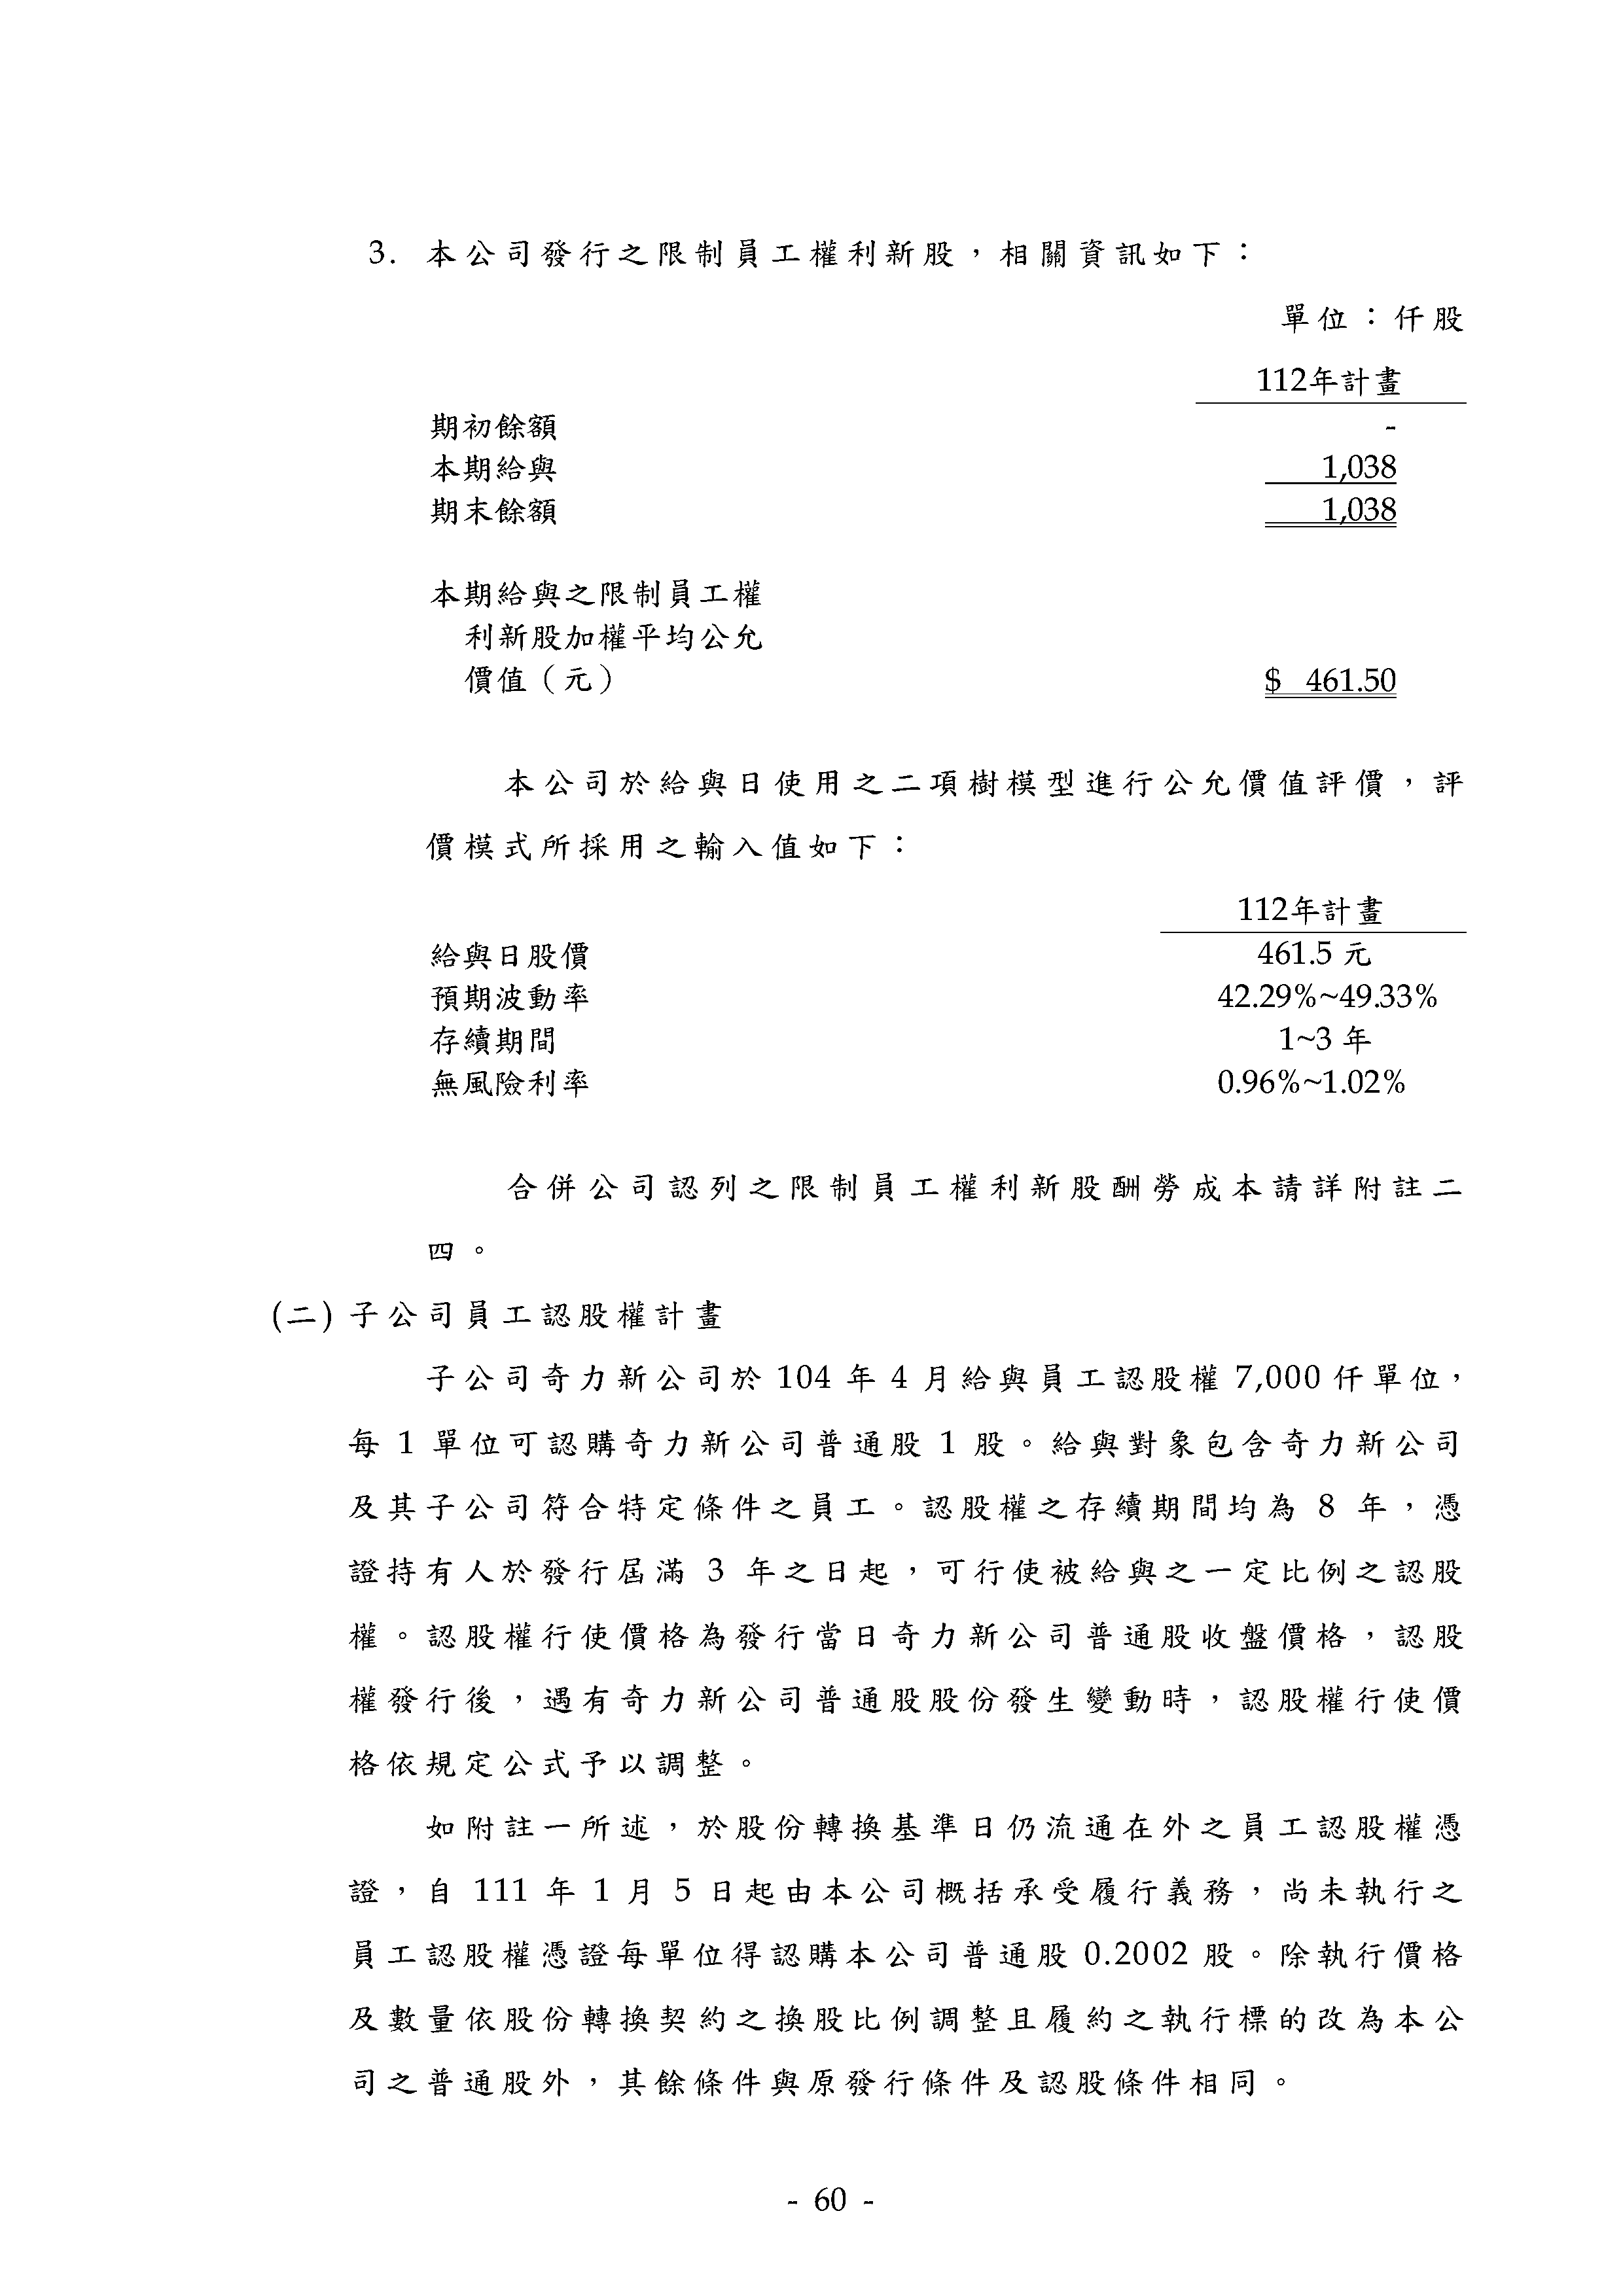 3. 本公司發行之限制員工權利新股，相關資訊如下：
單位：仟股
112年計畫
期初餘額 -
本期給與 1,038
期末餘額 1,038
本期給與之限制員工權
利新股加權平均公允
價值（元） $ 461.50
本公司於給與日使用之二項樹模型進行公允價值評價，評
價模式所採用之輸入值如下：
112年計畫
給與日股價 461.5 元
預期波動率 42.29%~49.33%
存續期間 1~3 年
無風險利率 0.96%~1.02%
合併公司認列之限制員工權利新股酬勞成本請詳附註二
四。
(二) 子公司員工認股權計畫
子公司奇力新公司於 104 年 4 月給與員工認股權 7,000 仟單位，
每 1 單位可認購奇力新公司普通股 1 股。給與對象包含奇力新公司
及其子公司符合特定條件之員工。認股權之存續期間均為 8 年，憑
證持有人於發行屆滿 3 年之日起，可行使被給與之一定比例之認股
權。認股權行使價格為發行當日奇力新公司普通股收盤價格，認股
權發行後，遇有奇力新公司普通股股份發生變動時，認股權行使價
格依規定公式予以調整。
如附註一所述，於股份轉換基準日仍流通在外之員工認股權憑
證，自 111 年 1 月 5 日起由本公司概括承受履行義務，尚未執行之
員工認股權憑證每單位得認購本公司普通股 0.2002 股。除執行價格
及數量依股份轉換契約之換股比例調整且履約之執行標的改為本公
司之普通股外，其餘條件與原發行條件及認股條件相同。
- 60 -